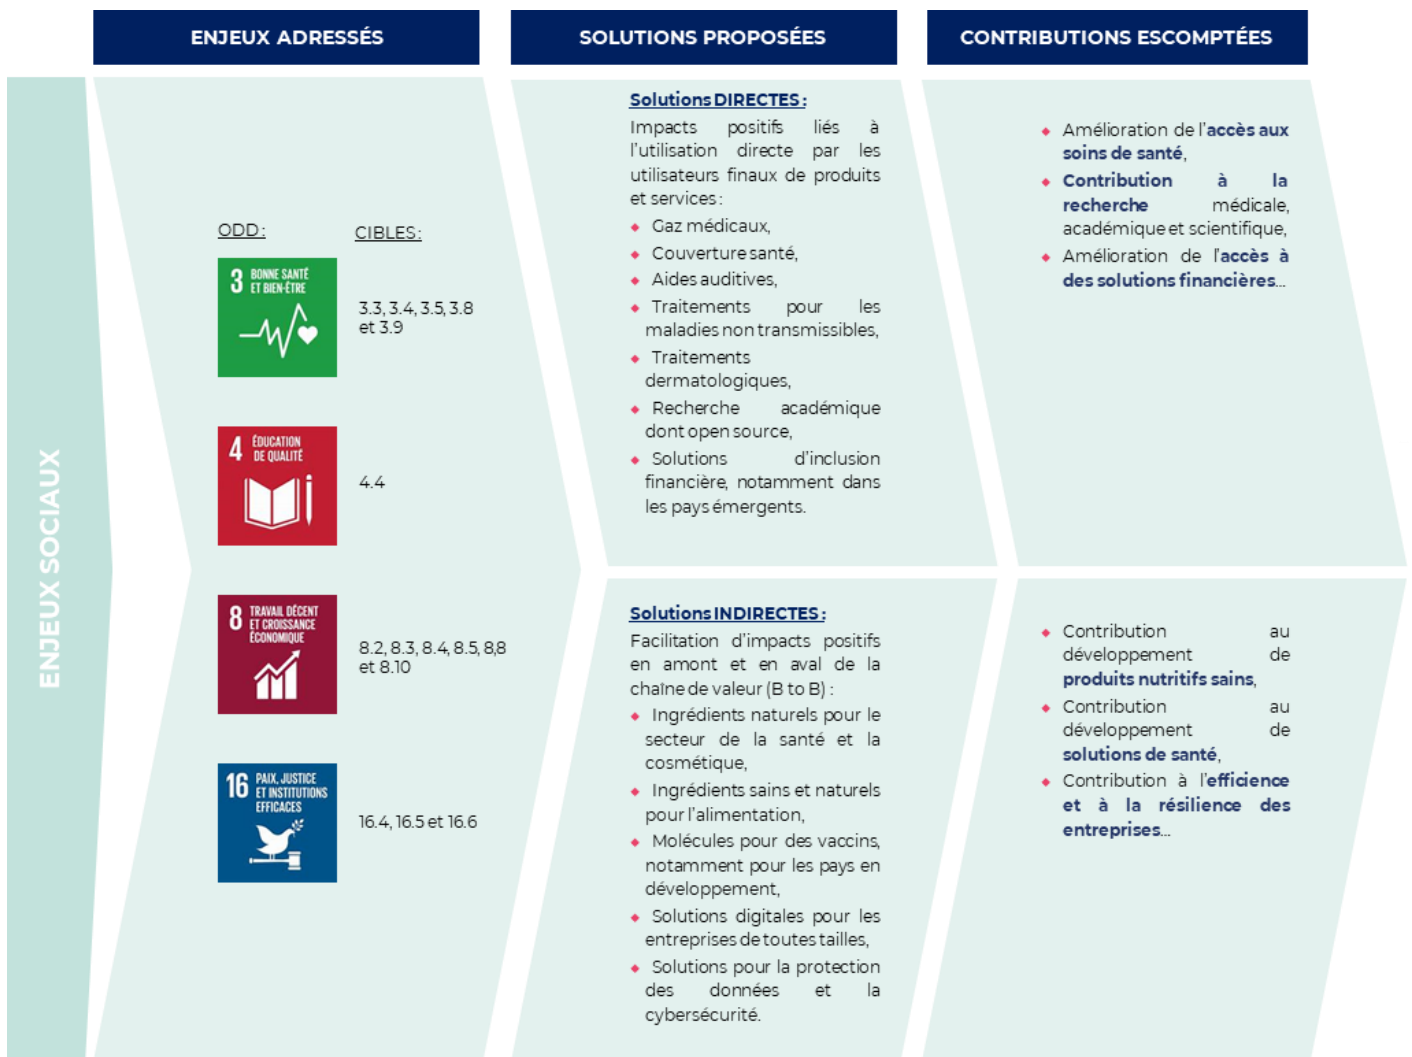 ENJEUX ADRESSÉS
SOLUTIONS PROPOSÉES
CONTRIBUTIONS ESCOMPTÉES
ENJEUX SOCIAUX
ODD :
CIBLES :
3 BONNE SANTÉ
ET BIEN-ÊTRE
3.3, 3.4, 3.5, 3.8
et 3.9
4 ÉDUCATION
DE QUALITÉ
4.4
8 TRAVAIL DÉCENT
ET CROISSANCE
ÉCONOMIQUE
8.2, 8.3, 8.4, 8.5, 8,8
et 8.10
16 PAIX, JUSTICE
ET INSTITUTIONS
EFFICACES
16.4, 16.5 et 16.6
Solutions DIRECTES :
Impacts positifs liés à
l'utilisation directe par les
utilisateurs finaux de produits
et services :
Gaz médicaux,
Couverture santé,
Aides auditives,
Traitements pour les
maladies non transmissibles,
Traitements
dermatologiques,
Recherche académique
dont open source,
Solutions d'inclusion
financière, notamment dans
les pays émergents.
Amélioration de l'accès aux
soins de santé,
Contribution à la
recherche médicale,
académique et scientifique,
Amélioration de l'accès à
des solutions financières...
Solutions INDIRECTES :
Facilitation d'impacts positifs
en amont et en aval de la
chaîne de valeur (B to B) :
Ingrédients naturels pour le
secteur de la santé et la
cosmétique,
Ingrédients sains et naturels
pour l'alimentation,
Molécules pour des vaccins,
notamment pour les pays en
développement,
Solutions digitales pour les
entreprises de toutes tailles,
Solutions pour la protection
des données et la
cybersécurité.
Contribution au
développement de
produits nutritifs sains,
Contribution au
développement de
solutions de santé,
Contribution à l'efficience
et à la résilience des
entreprises...